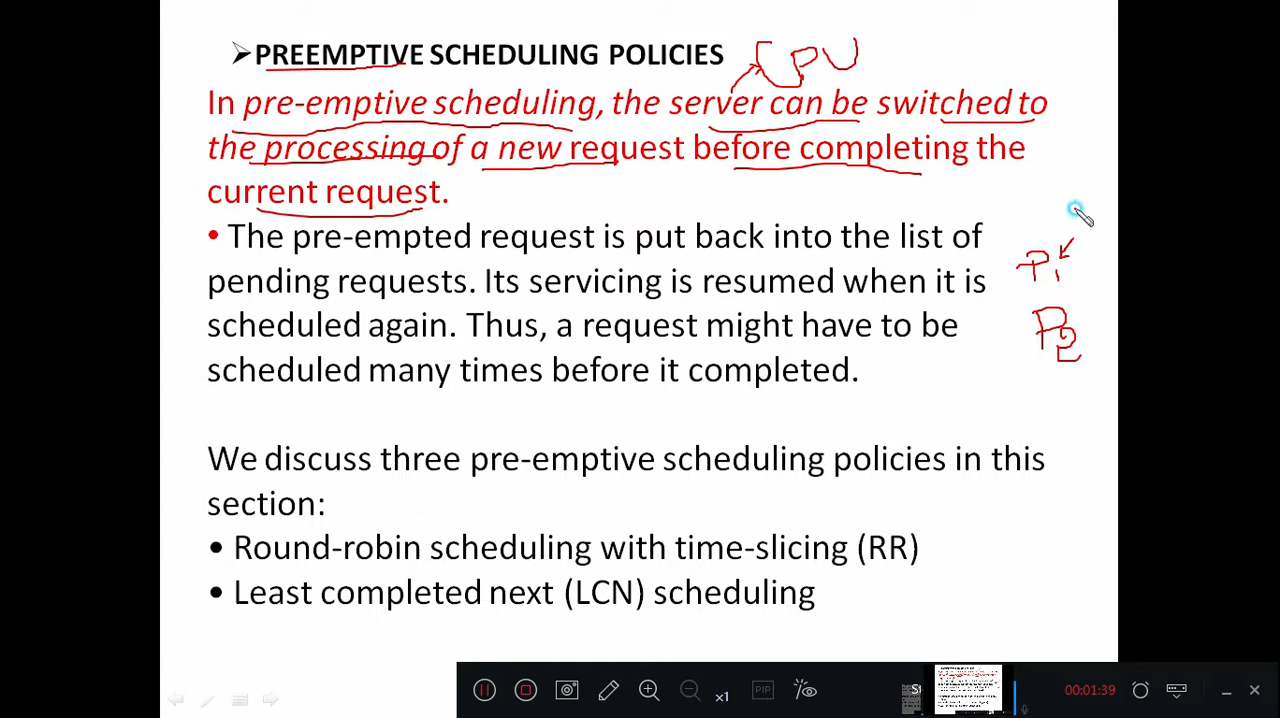 ➢PREEMPTIVE SCHEDULING POLICIES
CPU
In pre-emptive scheduling, the server can be switched to
the processing of a new request before completing the
current request.
• The pre-empted request is put back into the list of
pending requests. Its servicing is resumed when it is
scheduled again. Thus, a request might have to be
scheduled many times before it completed.
P1
P2
We discuss three pre-emptive scheduling policies in this
section:
• Round-robin scheduling with time-slicing (RR)
• Least completed next (LCN) scheduling
x1
PIP
00:01:39